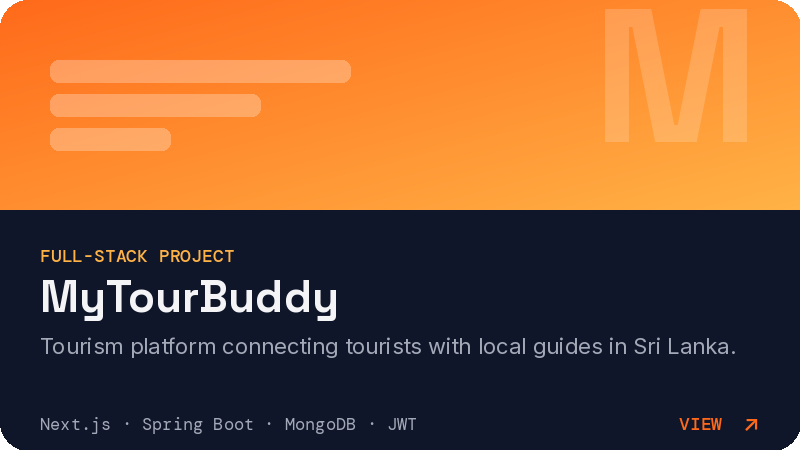 M
FULL-STACK PROJECT
MyTourBuddy
Tourism platform connecting tourists with local guides in Sri Lanka.
Next.js · Spring Boot · MongoDB · JWT
VIEW ↗